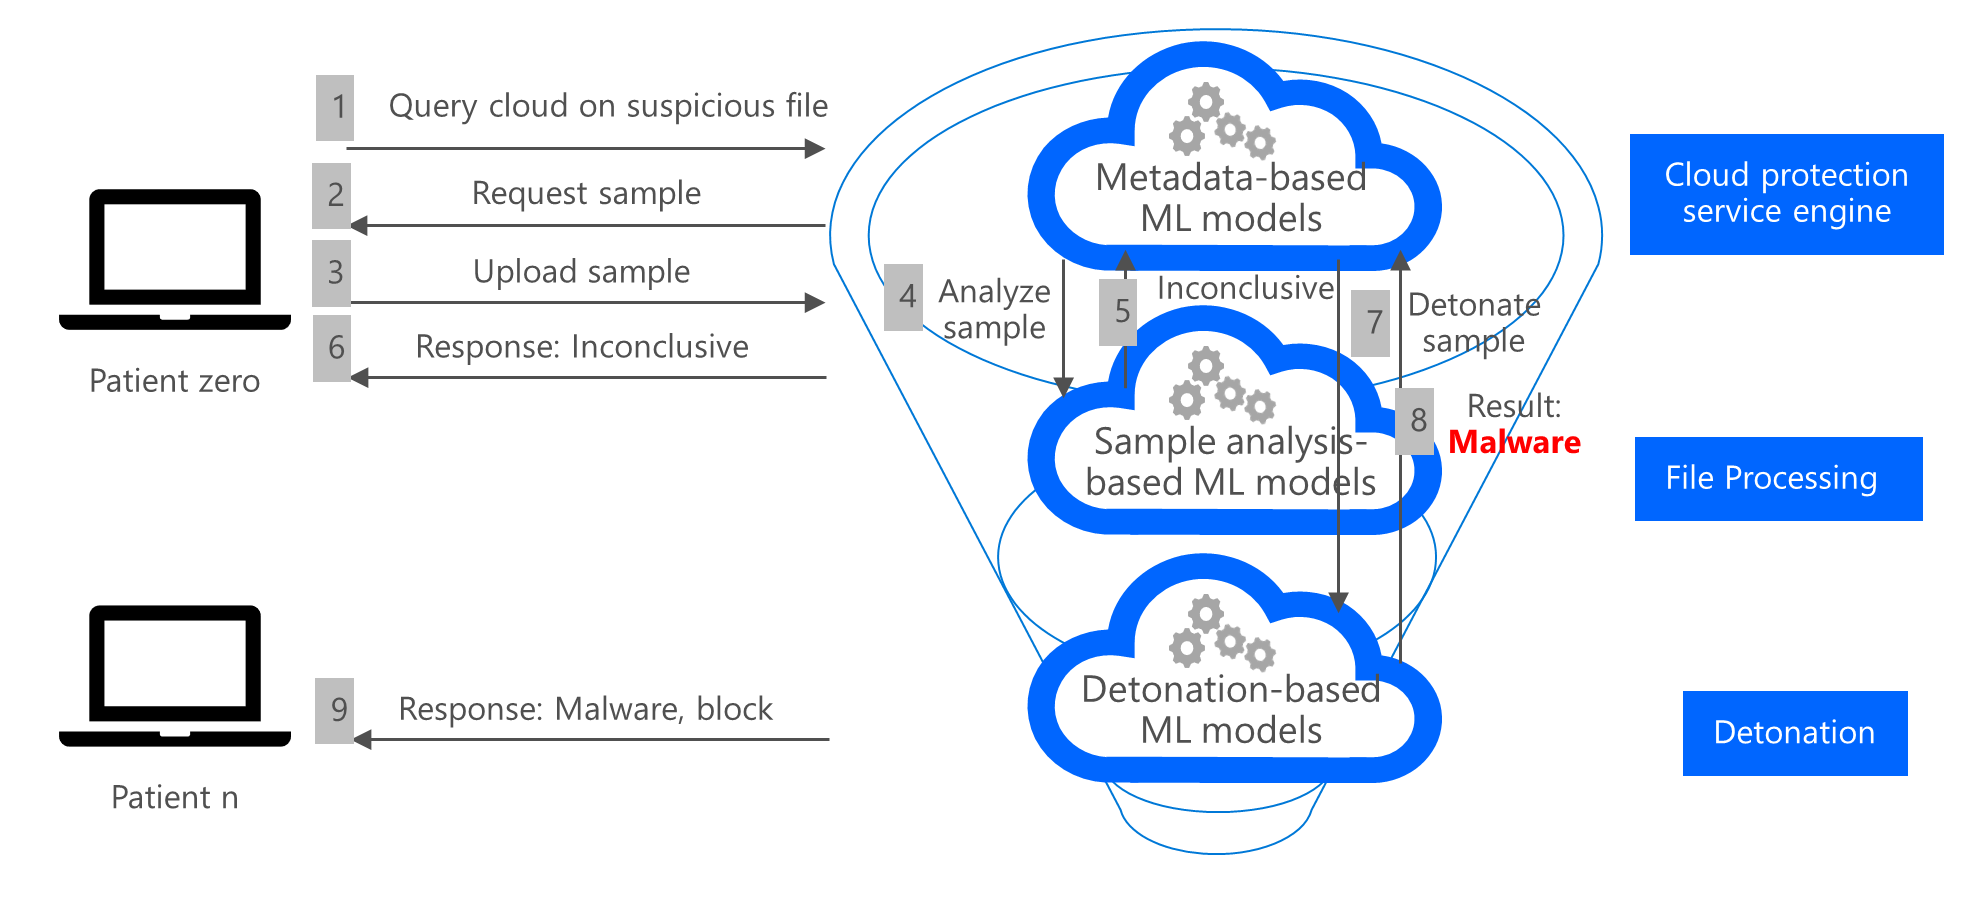 1
Query cloud on suspicious file
2
Request sample
3
Upload sample
6
Response: Inconclusive
Patient zero
9
Response: Malware, block
Patient n
Metadata-based
ML models
4
Analyze
sample
5
Inconclusive
7
Detonate
sample
8
Result:
Malware
Sample analysis-
based ML models
Detonation-based
ML models
Cloud protection
service engine
File Processing
Detonation